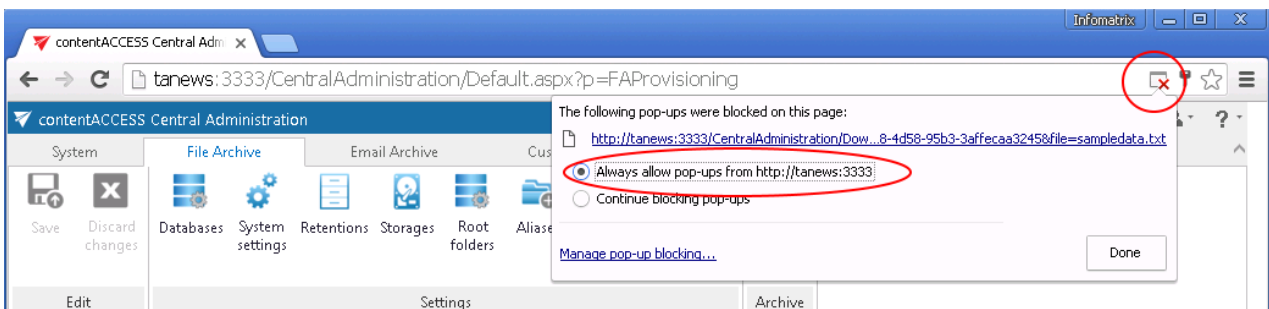 Infomatrix
contentACCESS Central Adm
tanews:3333/CentralAdministration/Default.aspx?p=FAProvisioning
contentACCESS Central Administration
?
System File Archive Email Archive Cus
Save
Discard
changes
Databases
System
settings
Retentions
Storages
Root
folders
Aliase
Edit Settings Archive
The following pop-ups were blocked on this page:
http://tanews:3333/CentralAdministration/Dow...8-4d58-95b3-3affecaa3245&file=sampledata.txt
Always allow pop-ups from http://tanews:3333
Continue blocking pop-ups
Manage pop-up blocking...
Done